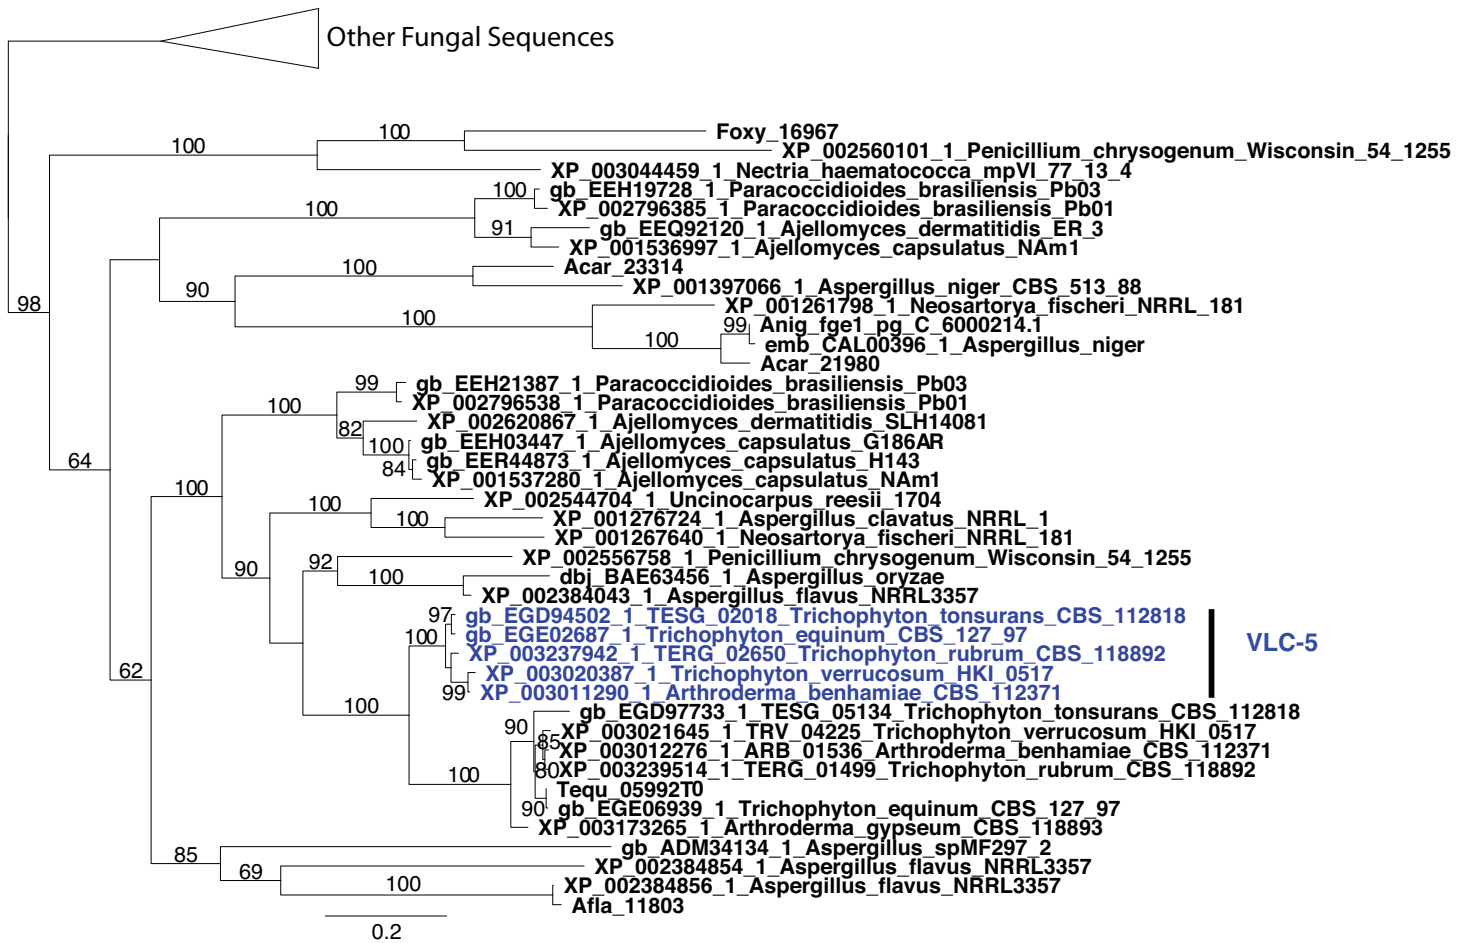 Other Fungal Sequences
100
Foxy_16967
100
XP_002560101_1_Penicillium_chrysogenum_Wisconsin_54_1255
XP_003044459_1_Nectria_haematococca_mpVI_77_13_4
100
gb_EEH19728_1_Paracoccidioides_brasiliensis_Pb03
100
XP_002796385_1_Paracoccidioides_brasiliensis_Pb01
91
gb_EEQ92120_1_Ajellomyces_dermatitidis_ER_3
XP_001536997_1_Ajellomyces_capsulatus_NAm1
100
Acar_23314
90
XP_001397066_1_Aspergillus_niger_CBS_513_88
98
XP_001261798_1_Neosartorya_fischeri_NRRL_181
100
99
Anig_fge1_pg_C_6000214.1
100
emb_CAL00396_1_Aspergillus_niger
Acar_21980
99
gb_EEH21387_1_Paracoccidioides_brasiliensis_Pb03
100
XP_002796538_1_Paracoccidioides_brasiliensis_Pb01
82
XP_002620867_1_Ajellomyces_dermatitidis_SLH14081
100
gb_EEH03447_1_Ajellomyces_capsulatus_G186AR
64
84
gb_EER44873_1_Ajellomyces_capsulatus_H143
XP_001537280_1_Ajellomyces_capsulatus_NAm1
100
100
XP_002544704_1_Uncinocarpus_reesii_1704
100
XP_001276724_1_Aspergillus_clavatus_NRRL_1
XP_001267640_1_Neosartorya_fischeri_NRRL_181
90
92
XP_002556758_1_Penicillium_chrysogenum_Wisconsin_54_1255
100
dbj_BAE63456_1_Aspergillus_oryzae
XP_002384043_1_Aspergillus_flavus_NRRL3357
97
gb_EGD94502_1_TESG_02018_Trichophyton_tonsurans_CBS_112818
100
gb_EGE02687_1_Trichophyton_equinum_CBS_127_97
VLC-5
XP_003237942_1_TERG_02650_Trichophyton_rubrum_CBS_118892
62
XP_003020387_1_Trichophyton_verrucosum_HKI_0517
99
XP_003011290_1_Arthroderma_benhamiae_CBS_112371
100
gb_EGD97733_1_TESG_05134_Trichophyton_tonsurans_CBS_112818
90
XP_003021645_1_TRV_04225_Trichophyton_verrucosum_HKI_0517
85
XP_003012276_1_ARB_01536_Arthroderma_benhamiae_CBS_112371
100
80
XP_003239514_1_TERG_01499_Trichophyton_rubrum_CBS_118892
Tequ_05992T0
90
gb_EGE06939_1_Trichophyton_equinum_CBS_127_97
XP_003173265_1_Arthroderma_gypseum_CBS_118893
85
gb_ADM34134_1_Aspergillus_spMF297_2
69
XP_002384854_1_Aspergillus_flavus_NRRL3357
100
XP_002384856_1_Aspergillus_flavus_NRRL3357
Afla_11803
0.2